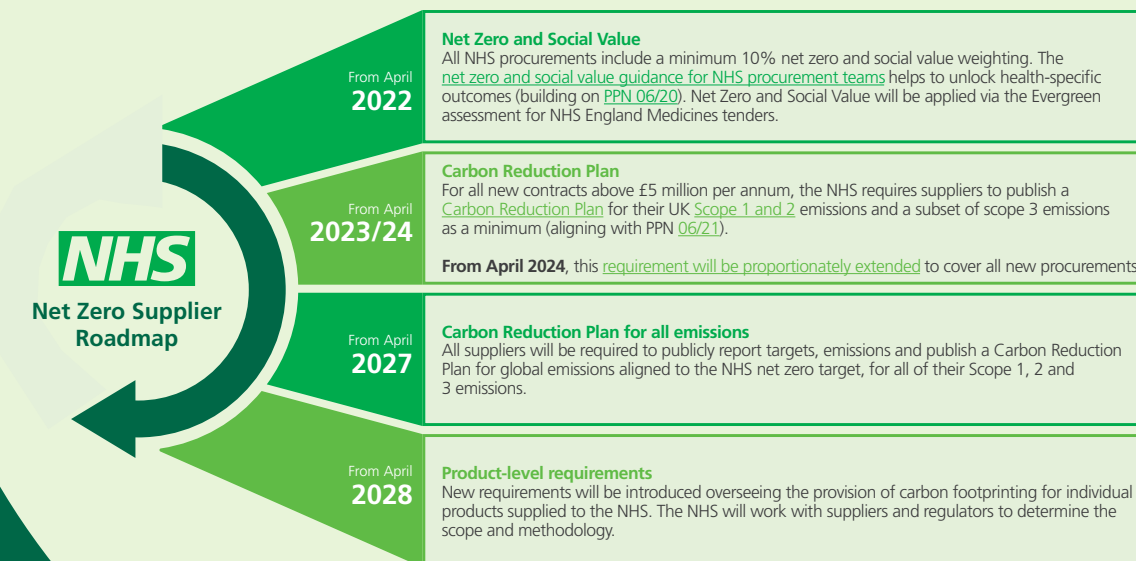 NHS
Net Zero Supplier
Roadmap
From April
2022
Net Zero and Social Value
All NHS procurements include a minimum 10% net zero and social value weighting. The
net zero and social value guidance for NHS procurement teams helps to unlock health-specific
outcomes (building on PPN 06/20). Net Zero and Social Value will be applied via the Evergreen
assessment for NHS England Medicines tenders.
From April
2023/24
Carbon Reduction Plan
For all new contracts above £5 million per annum, the NHS requires suppliers to publish a
Carbon Reduction Plan for their UK Scope 1 and 2 emissions and a subset of scope 3 emissions
as a minimum (aligning with PPN 06/21).
From April 2024, this requirement will be proportionately extended to cover all new procurements
From April
2027
Carbon Reduction Plan for all emissions
All suppliers will be required to publicly report targets, emissions and publish a Carbon Reduction
Plan for global emissions aligned to the NHS net zero target, for all of their Scope 1, 2 and
3 emissions.
From April
2028
Product-level requirements
New requirements will be introduced overseeing the provision of carbon footprinting for individual
products supplied to the NHS. The NHS will work with suppliers and regulators to determine the
scope and methodology.